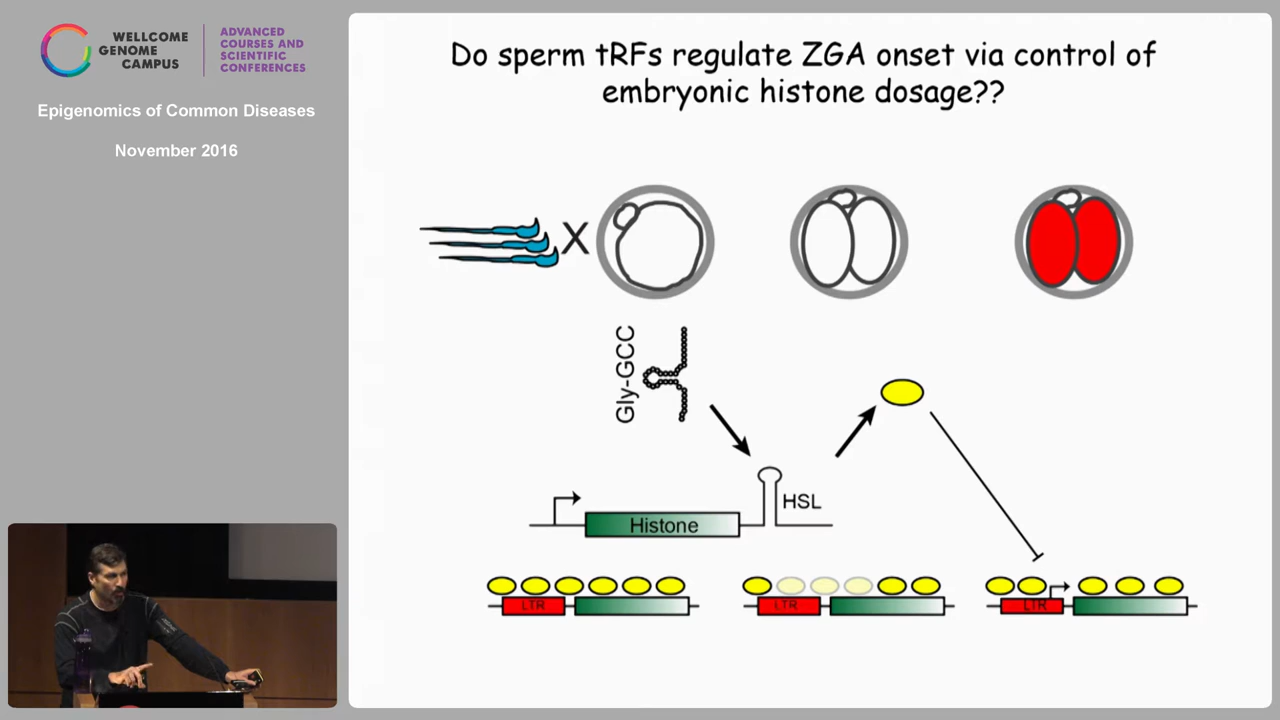 WELLCOME
GENOME
CAMPUS
ADVANCED
COURSES AND
SCIENTIFIC
CONFERENCES
Epigenomics of Common Diseases
November 2016
Do sperm tRFs regulate ZGA onset via control of
embryonic histone dosage??
X
Gly-GCC
HSL
Histone
LTR
LTR
LTR